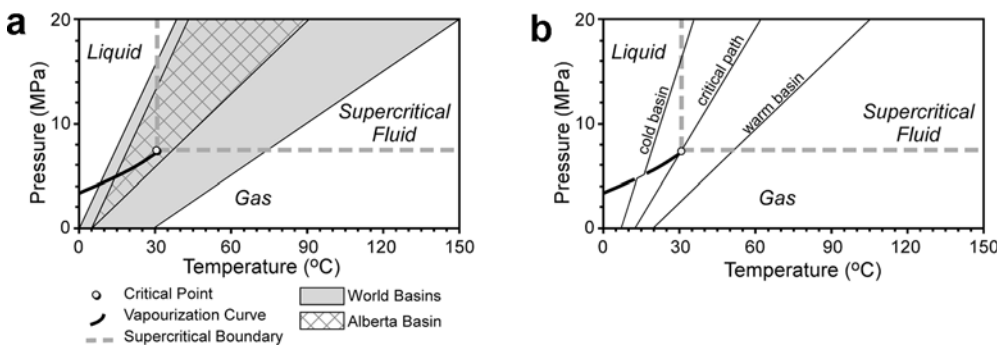 a
20
10
0
Pressure (MPa)
Liquid
Supercritical
Fluid
Gas
0 30 60 90 120 150
Temperature (ºC)
Critical Point
Vapourization Curve
Supercritical Boundary
World Basins
Alberta Basin
b
20
10
0
Pressure (MPa)
Liquid
cold basin
critical path
warm basin
Supercritical
Fluid
Gas
0 30 60 90 120 150
Temperature (ºC)